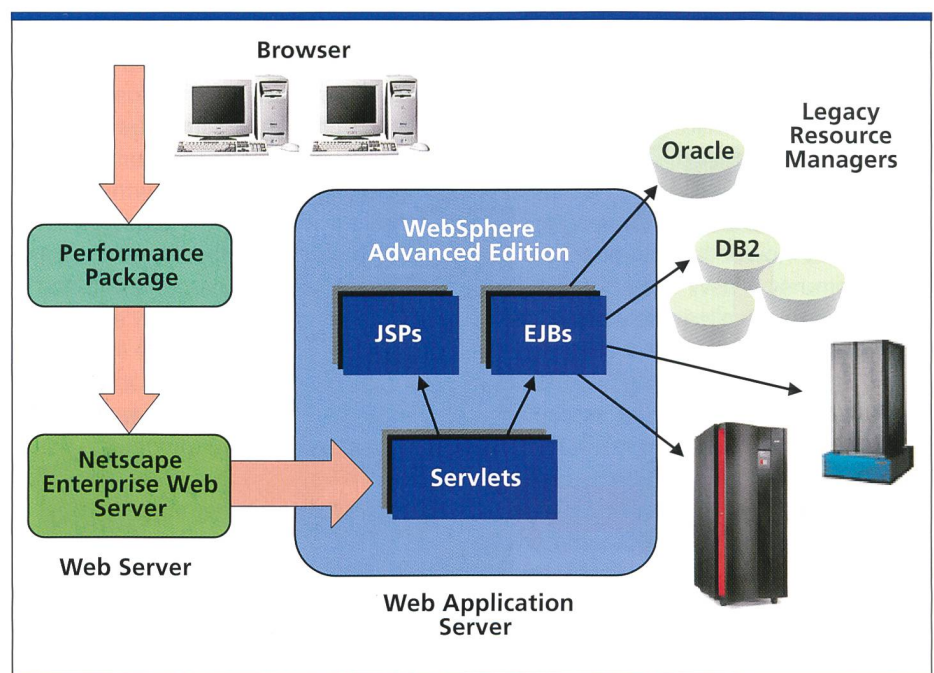 Browser
Legacy
Resource
Managers
Oracle
WebSphere
Advanced Edition
Performance
Package
DB2
JSPs
EJBs
Netscape
Enterprise Web
Server
Servlets
Web Server
Web Application
Server